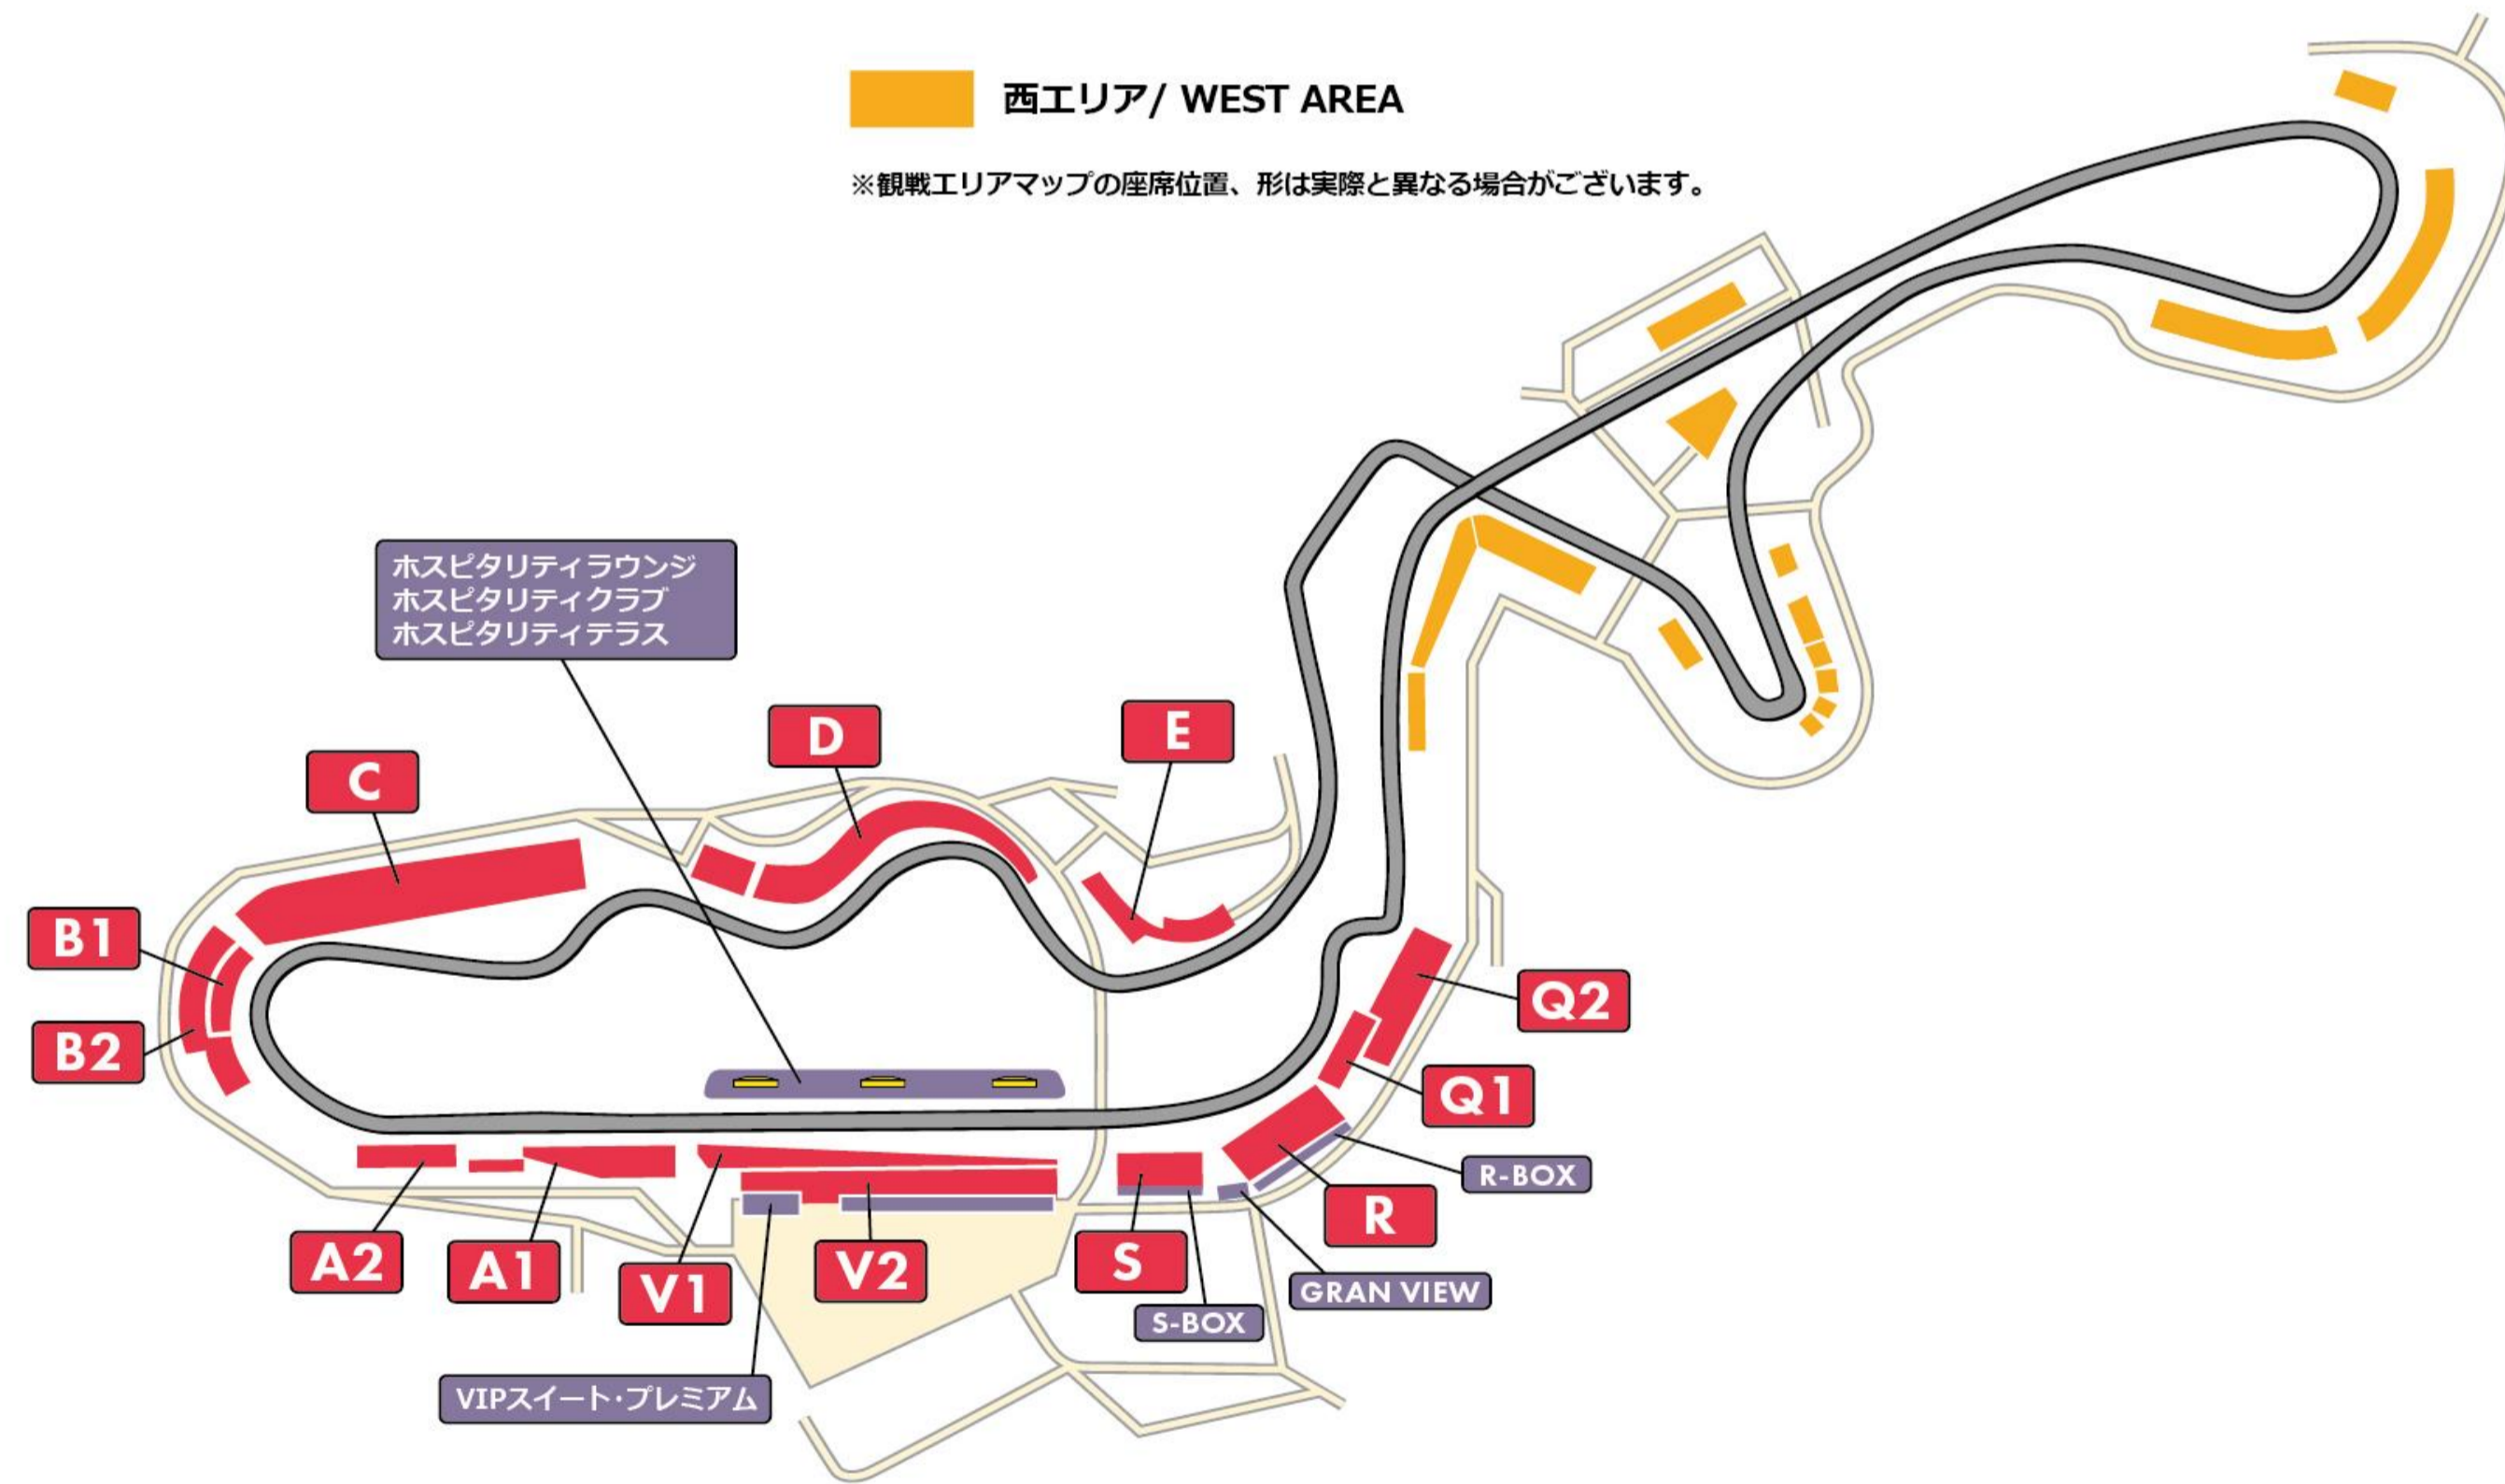 西エリア/ WEST AREA
※観戦エリアマップの座席位置、形は実際と異なる場合がございます。
ホスピタリティラウンジ
ホスピタリティクラブ
ホスピタリティテラス
C
D
E
B1
B2
Q2
Q1
R-BOX
R
A2
A1
V1
V2
S
GRAN VIEW
S-BOX
VIPスイート･プレミアム